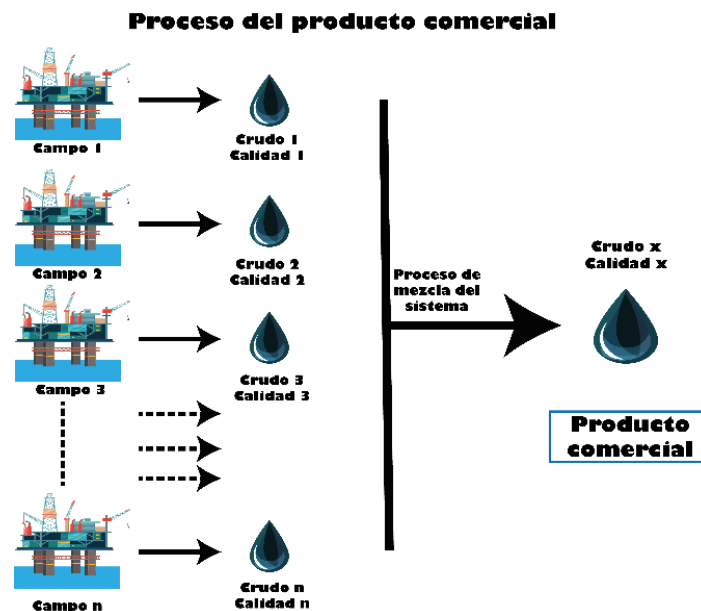 Proceso del producto comercial
Campo 1
Crudo 1
Calidad 1
Campo 2
Crudo 2
Calidad 2
Campo 3
Crudo 3
Calidad 3
Campo n
Crudo n
Calidad n
Proceso de
mezcla del
sistema
Crudo x
Calidad x
Producto
comercial